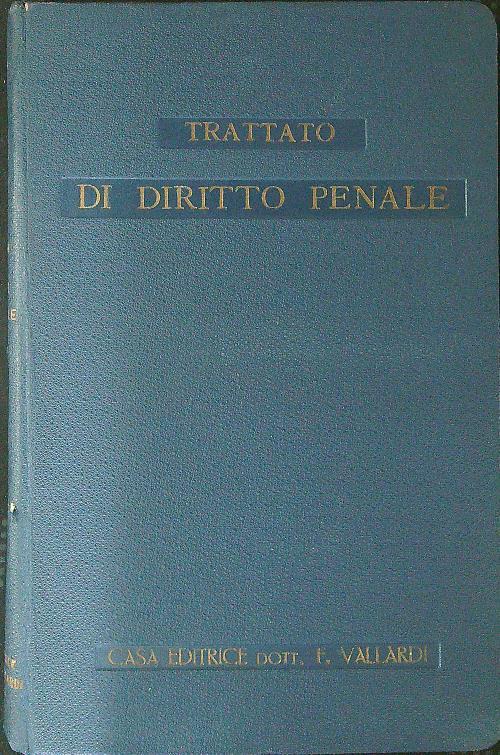 TRATTATO
DI DIRITTO PENALE
CASA EDITRICE DOTT. F. VALLARDI